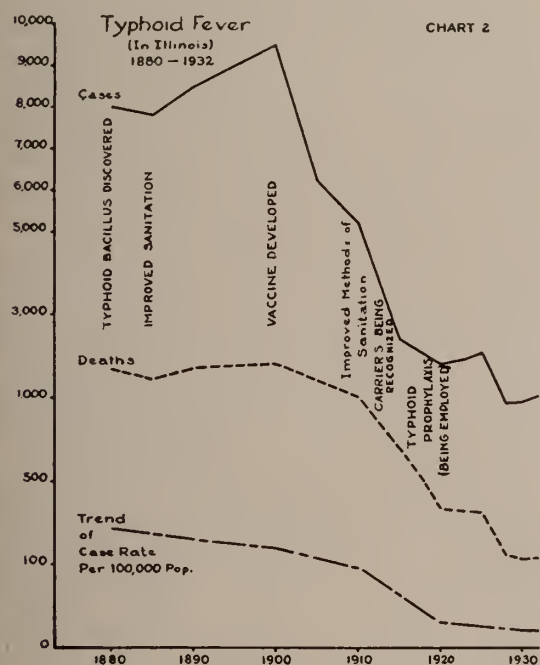 Typhoid Fever
(In Illinois)
1880 – 1932
CHART 2
10,000
9,000
8,000
7,000
6,000
5,000
3,000
1,000
500
100
0
Cases
TYPHOID BACILLUS DISCOVERED
IMPROVED SANITATION
VACCINE DEVELOPED
Improved Methods of
Sanitation
CARRIERS BEING
RECOGNIZED
TYPHOID
PROPHYLAXIS
(BEING EMPLOYED)
Deaths
Trend
of
Case Rate
Per 100,000 Pop.
1880
1890
1900
1910
1920
1930